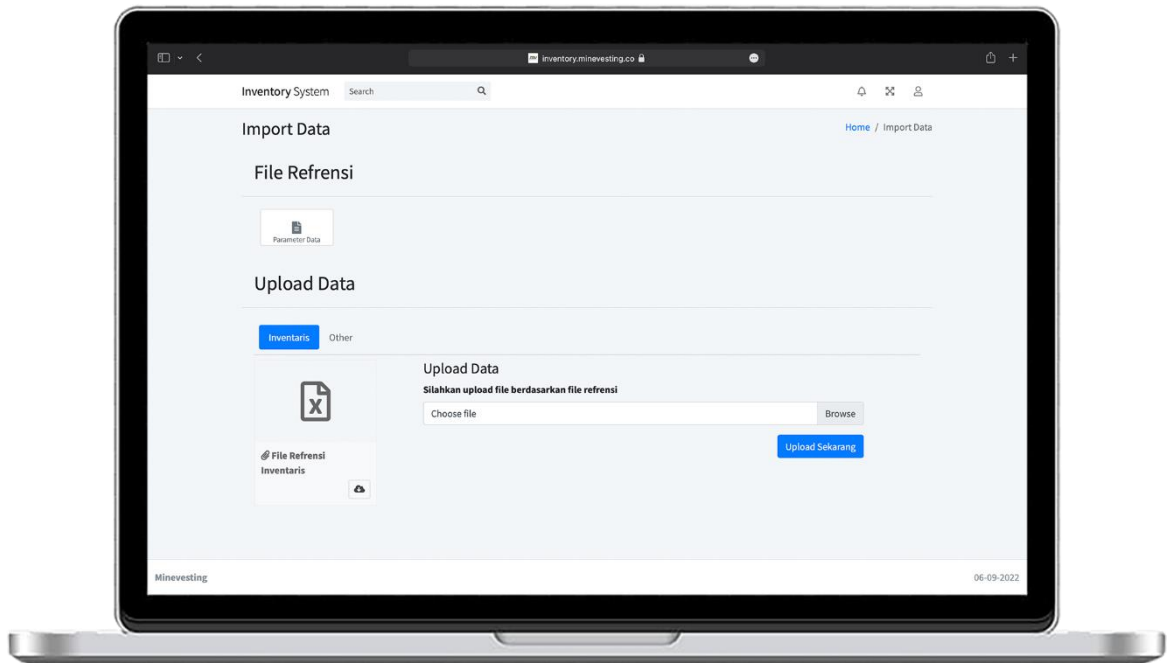 inventory.minevesting.co
Inventory System
Search
Import Data
Home / Import Data
File Refrensi
Parameter Data
Upload Data
Inventaris
Other
Upload Data
Silahkan upload file berdasarkan file refrensi
Choose file
Browse
Upload Sekarang
File Refrensi
Inventaris
Minevesting
06-09-2022